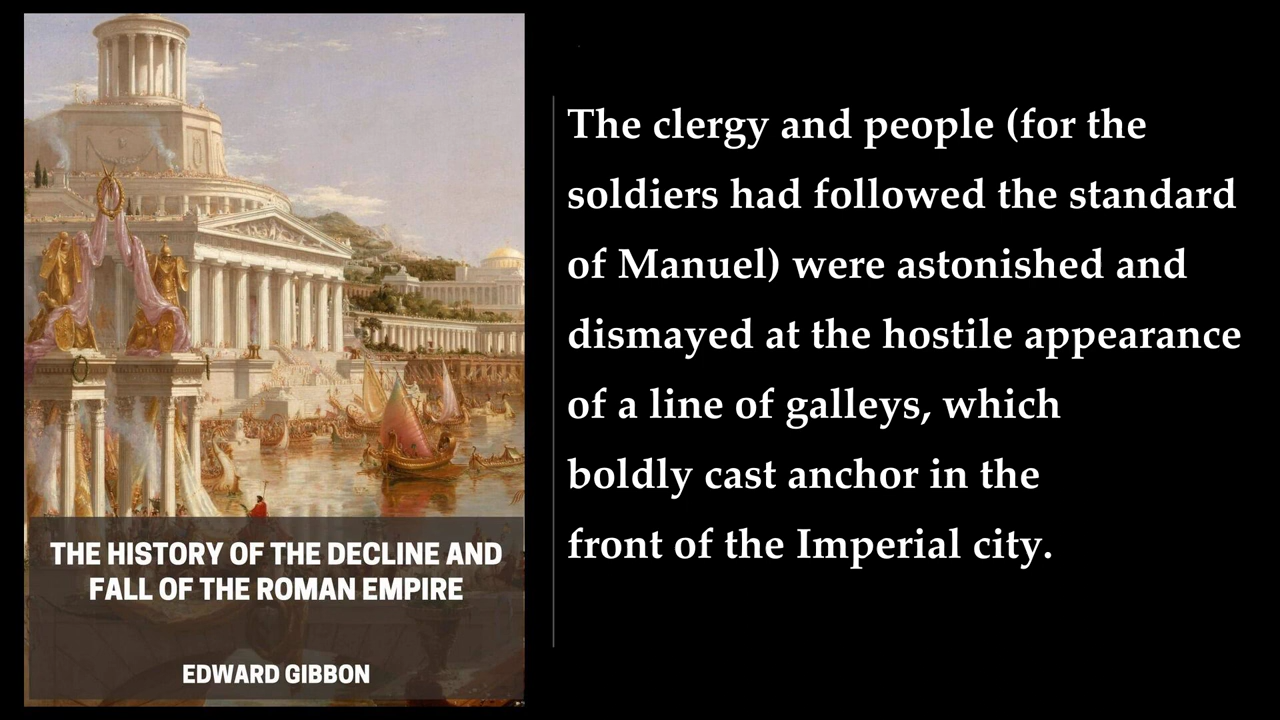 THE HISTORY OF THE DECLINE AND
FALL OF THE ROMAN EMPIRE
EDWARD GIBBON
The clergy and people (for the
soldiers had followed the standard
of Manuel) were astonished and
dismayed at the hostile appearance
of a line of galleys, which
boldly cast anchor in the
front of the Imperial city.